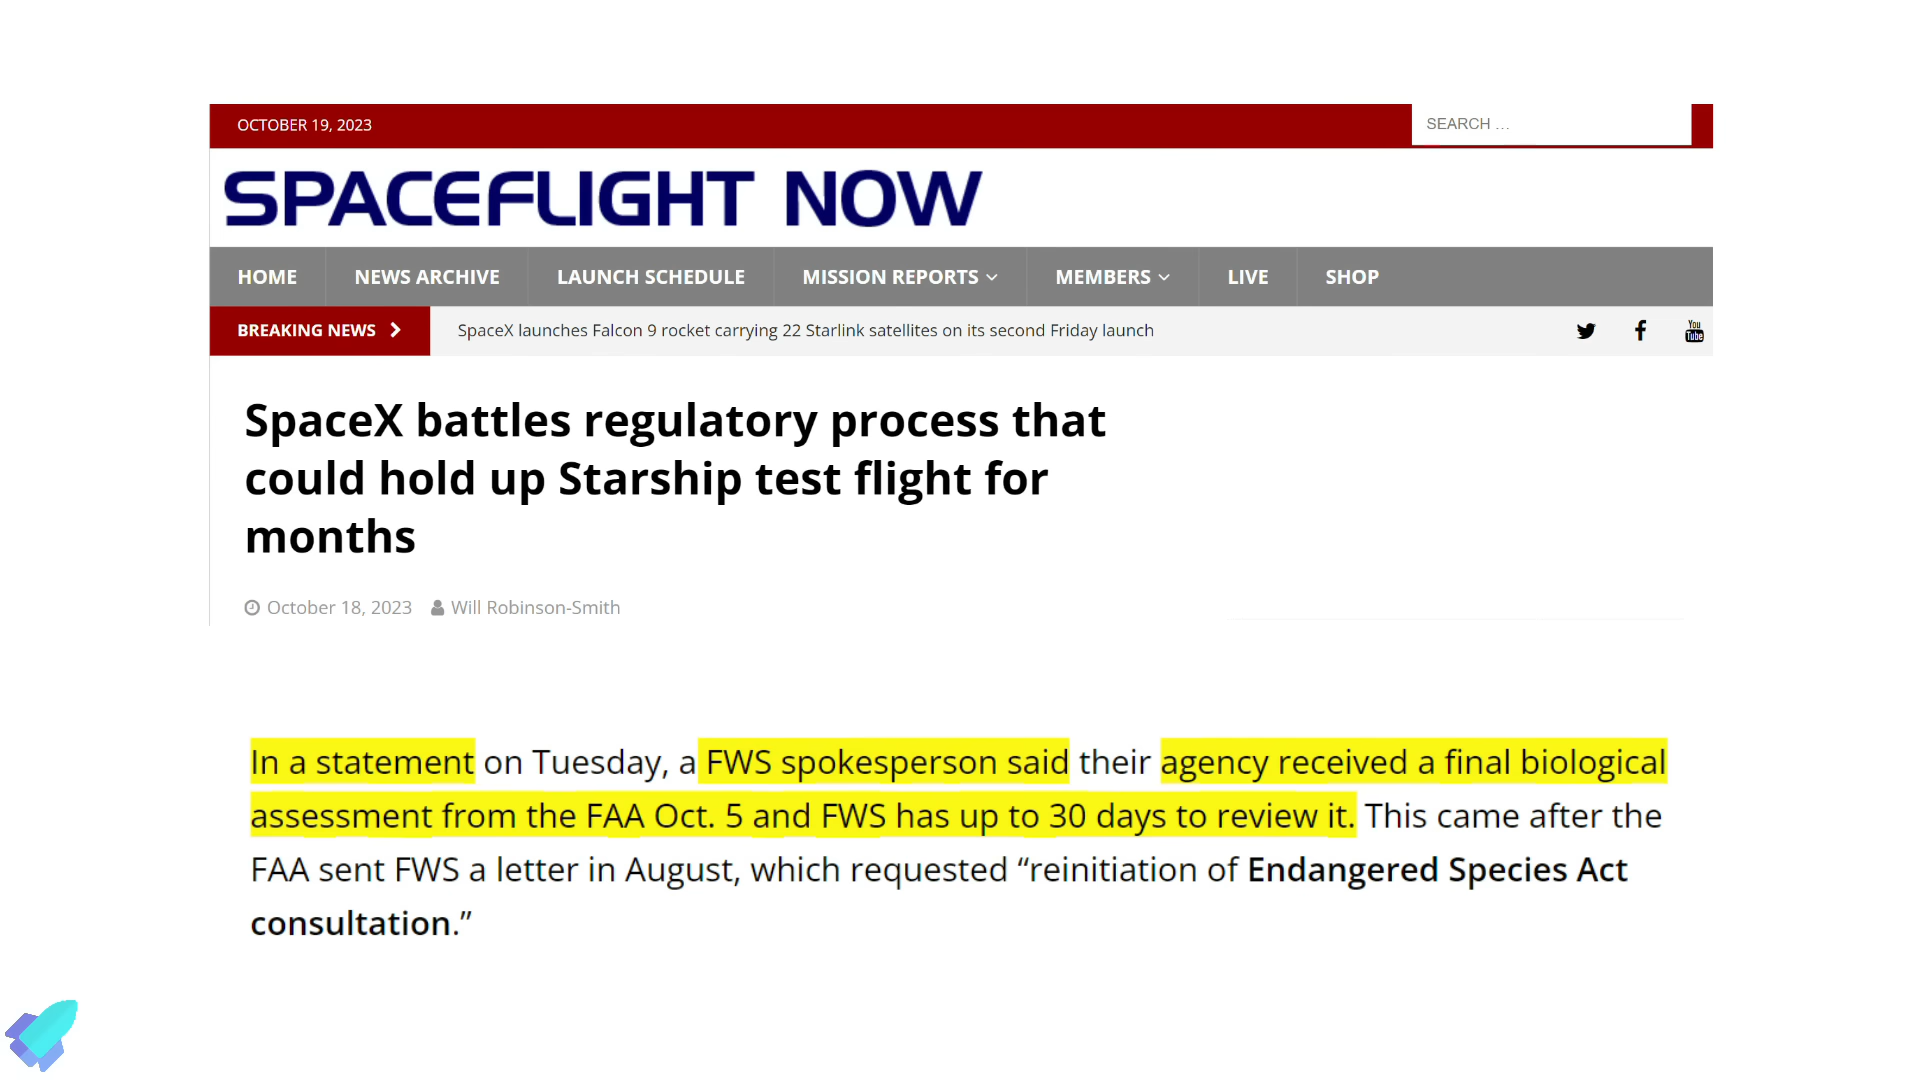 OCTOBER 19, 2023
SEARCH …
SPACEFLIGHT NOW
HOME NEWS ARCHIVE LAUNCH SCHEDULE MISSION REPORTS MEMBERS LIVE SHOP
BREAKING NEWS SpaceX launches Falcon 9 rocket carrying 22 Starlink satellites on its second Friday launch You Tube
SpaceX battles regulatory process that
could hold up Starship test flight for
months
October 18, 2023 Will Robinson-Smith
In a statement on Tuesday, a FWS spokesperson said their agency received a final biological
assessment from the FAA Oct. 5 and FWS has up to 30 days to review it. This came after the
FAA sent FWS a letter in August, which requested “reinitiation of Endangered Species Act
consultation.”